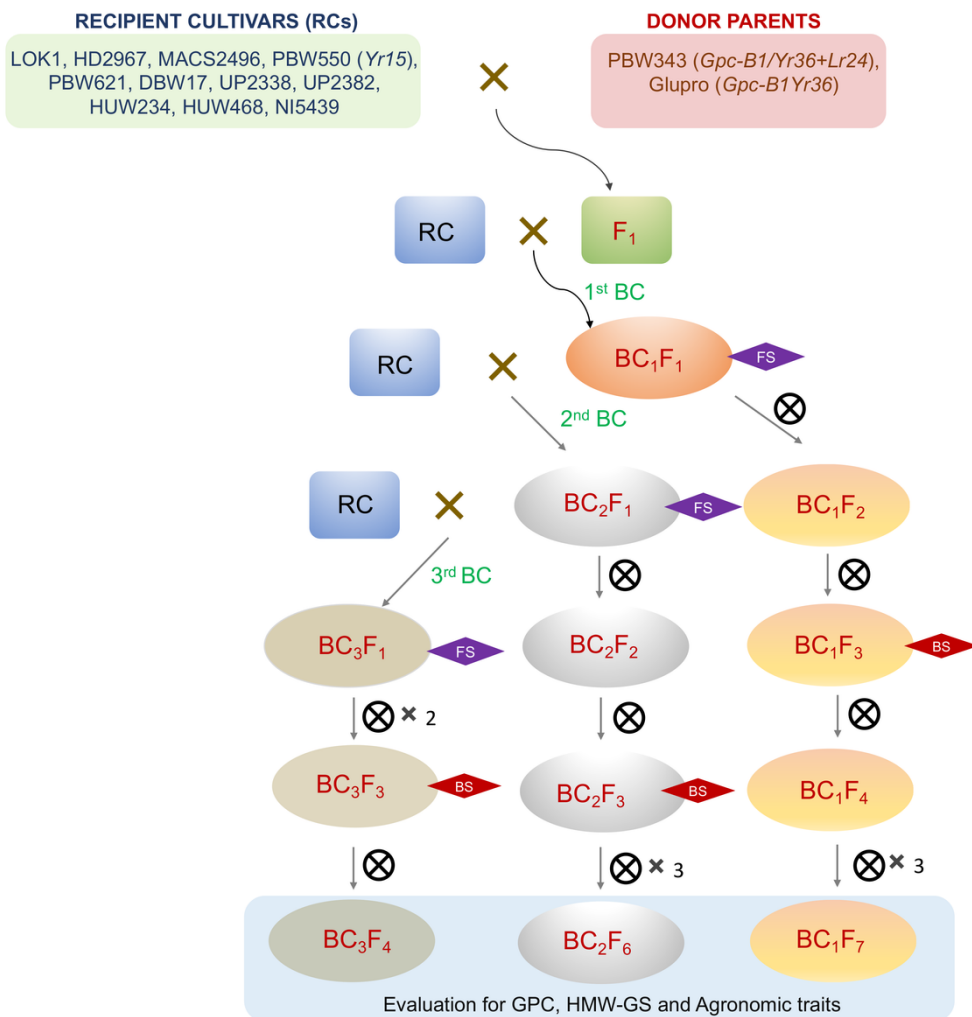 RECIPIENT CULTIVARS (RCs)
LOK1, HD2967, MACS2496, PBW550 (Yr15),
PBW621, DBW17, UP2338, UP2382,
HUW234, HUW468, NI5439
DONOR PARENTS
PBW343 (Gpc-B1/Yr36+Lr24),
Glupro (Gpc-B1Yr36)
RC
F₁
1ˢᵗ BC
RC
BC₁F₁
FS
2ⁿᵈ BC
RC
BC₂F₁
FS
BC₁F₂
3ʳᵈ BC
BC₃F₁
FS
BC₂F₂
BC₁F₃
BS
× 2
BC₃F₃
BS
BC₂F₃
BS
BC₁F₄
× 3
× 3
BC₃F₄
BC₂F₆
BC₁F₇
Evaluation for GPC, HMW-GS and Agronomic traits